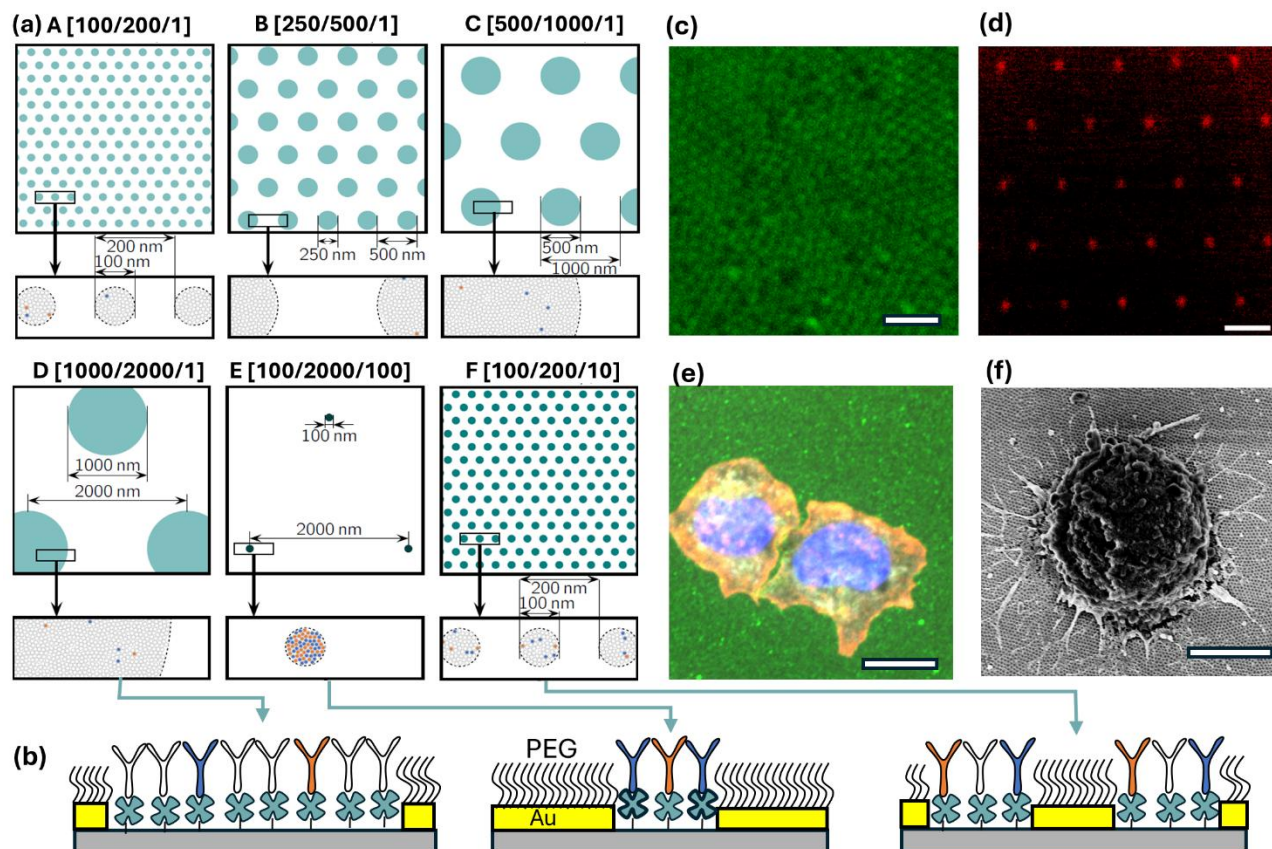 (a) A [100/200/1]
B [250/500/1]
C [500/1000/1]
(c)
(d)
200 nm
100 nm
250 nm
500 nm
500 nm
1000 nm
D [1000/2000/1]
E [100/2000/100]
F [100/200/10]
(e)
(f)
1000 nm
2000 nm
100 nm
2000 nm
200 nm
100 nm
(b)
PEG
Au